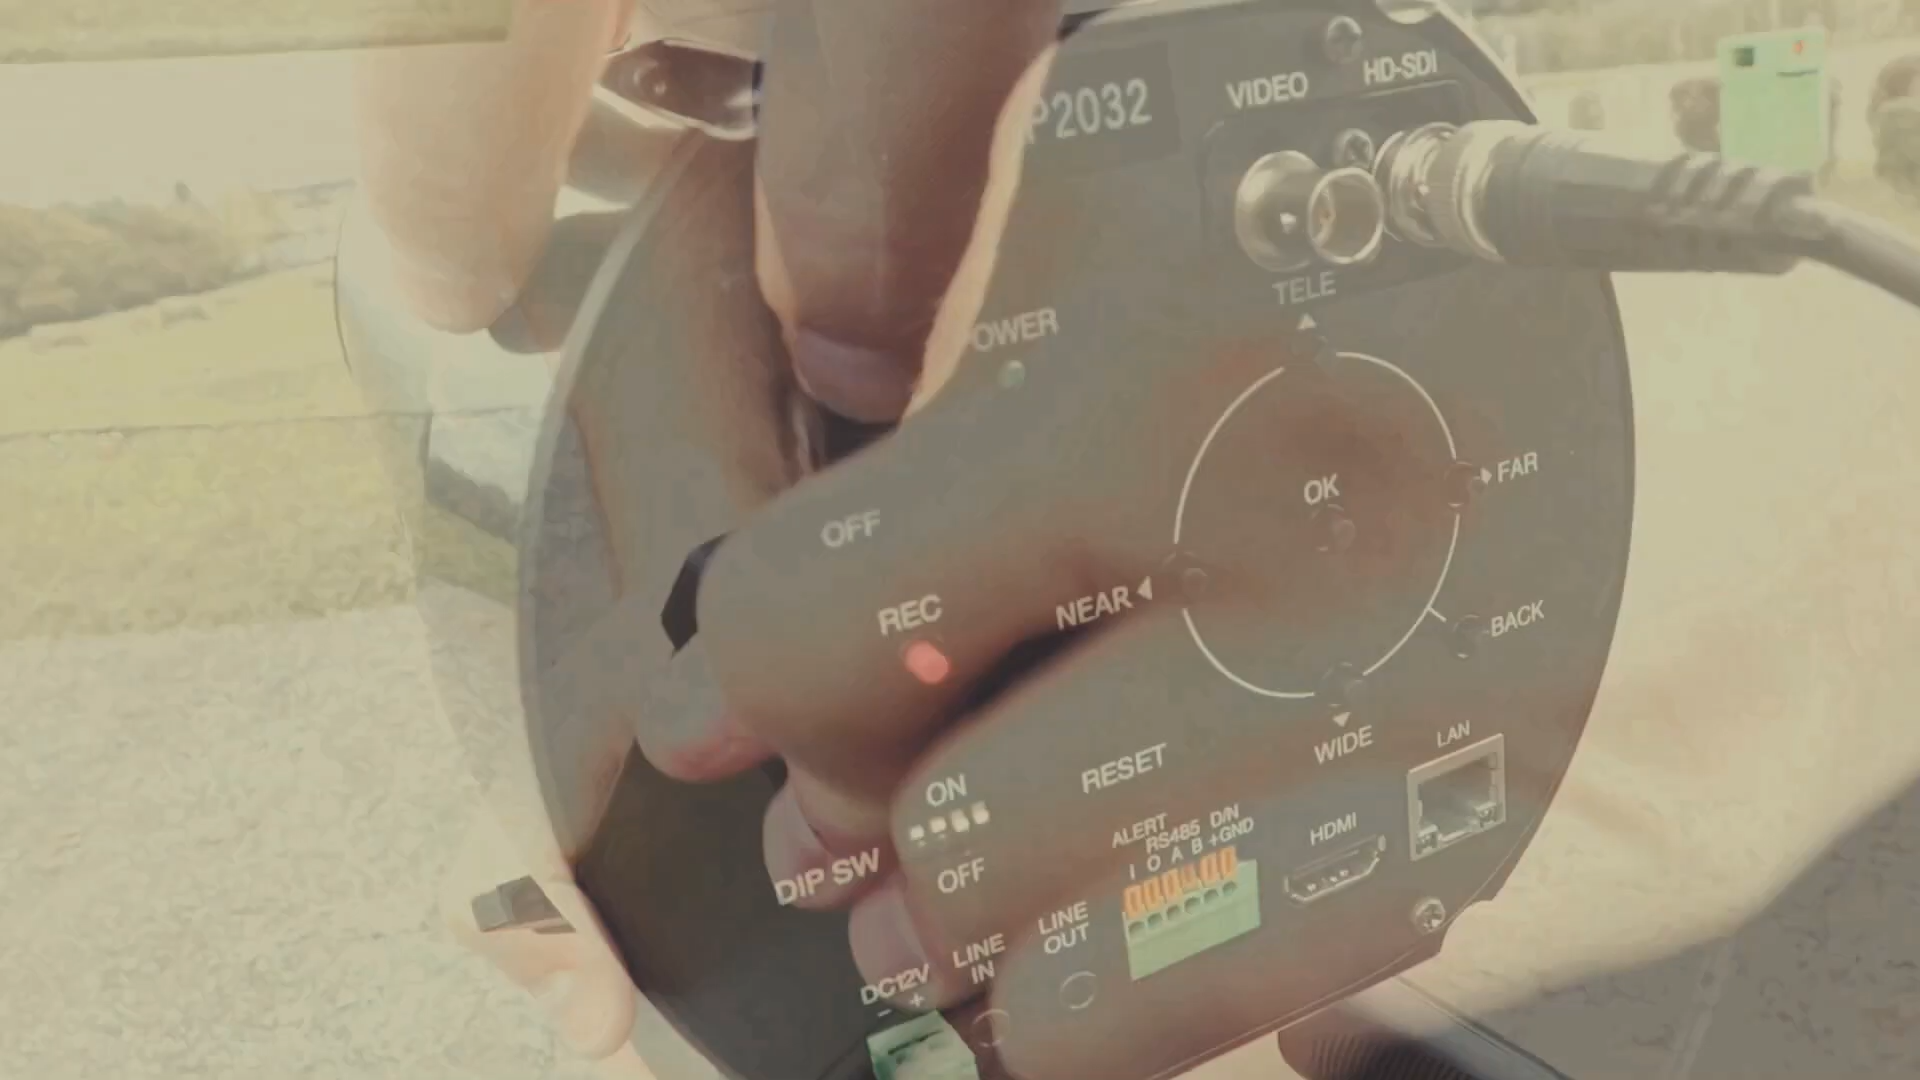 P2032
VIDEO
HD-SDI
TELE
OWER
OFF
OK
FAR
REC
NEAR
BACK
WIDE
LAN
RESET
ON
DIP SW
OFF
ALERT
RS485 D/N
I O A B +GND
HDMI
LINE
OUT
LINE
IN
DC12V
- +